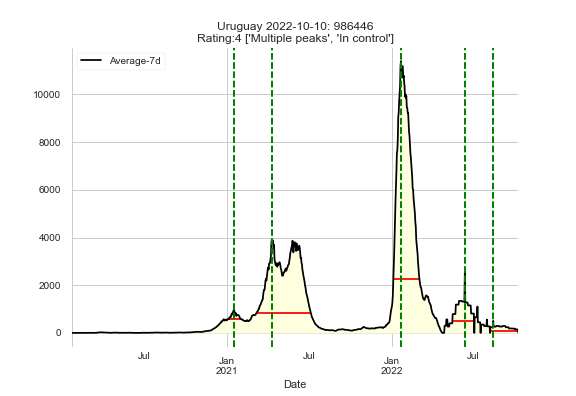 Uruguay 2022-10-10: 986446
Rating:4 ['Multiple peaks', 'In control']
Average-7d
10000
8000
6000
4000
2000
0
Jul
Jan
2021
Jul
Jan
2022
Jul
Date